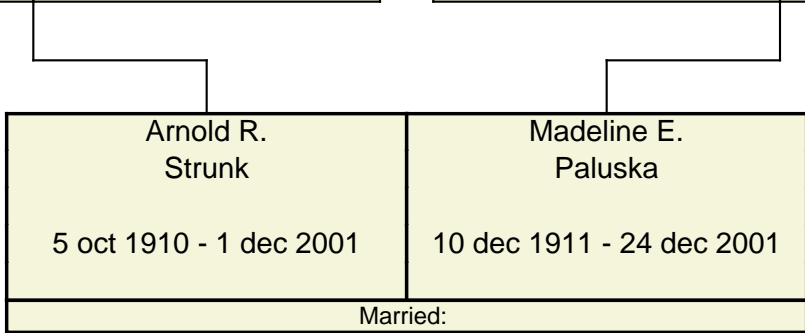 Arnold R.
Strunk
5 oct 1910 - 1 dec 2001
Madeline E.
Paluska
10 dec 1911 - 24 dec 2001
Married: